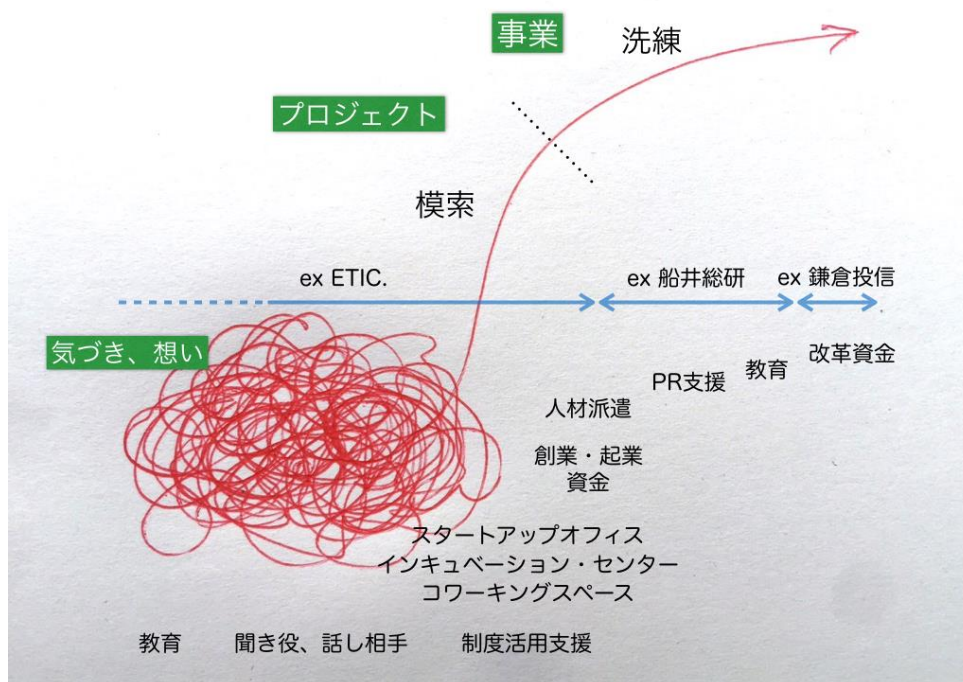 事業
洗練
プロジェクト
模索
ex ETIC.
ex 船井総研
ex 鎌倉投信
気づき、想い
改革資金
教育
PR支援
人材派遣
創業・起業
資金
スタートアップオフィス
インキュベーション・センター
コワーキングスペース
教育
聞き役、話し相手
制度活用支援